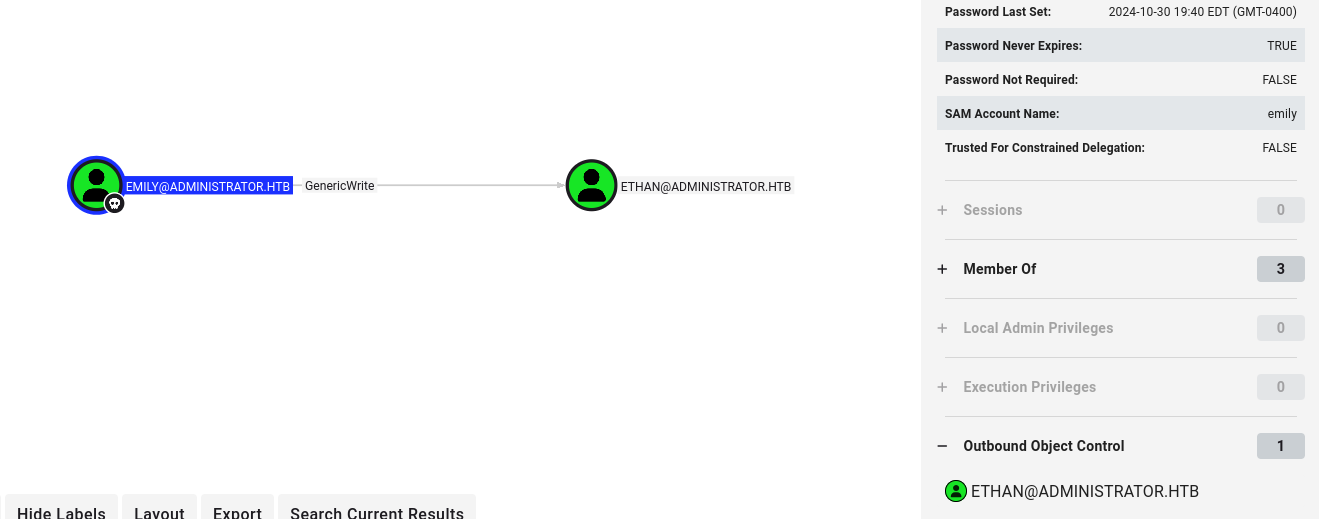 EMILY@ADMINISTRATOR.HTB
GenericWrite
ETHAN@ADMINISTRATOR.HTB
Hide Labels
Layout
Export
Search Current Results
Password Last Set: 2024-10-30 19:40 EDT (GMT-0400)
Password Never Expires: TRUE
Password Not Required: FALSE
SAM Account Name: emily
Trusted For Constrained Delegation: FALSE
+ Sessions 0
+ Member Of 3
+ Local Admin Privileges 0
+ Execution Privileges 0
− Outbound Object Control 1
ETHAN@ADMINISTRATOR.HTB